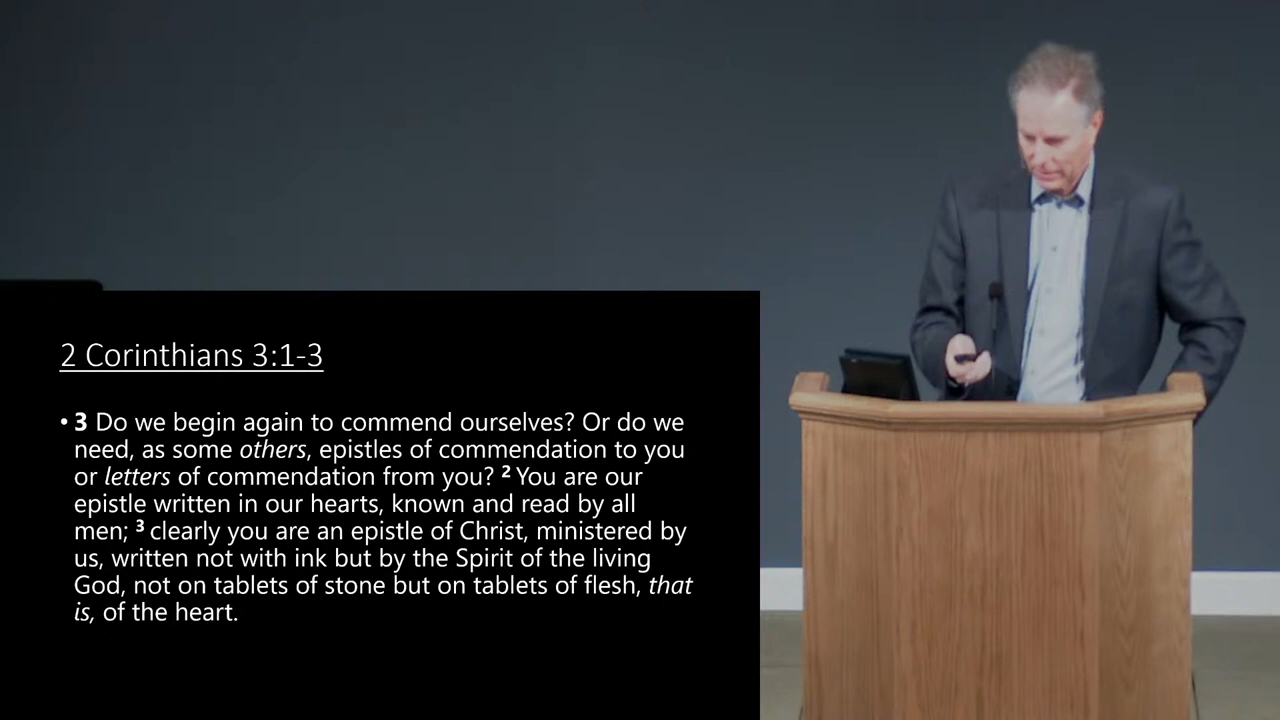 2 Corinthians 3:1-3
• 3 Do we begin again to commend ourselves? Or do we
need, as some others, epistles of commendation to you
or letters of commendation from you? 2 You are our
epistle written in our hearts, known and read by all
men; 3 clearly you are an epistle of Christ, ministered by
us, written not with ink but by the Spirit of the living
God, not on tablets of stone but on tablets of flesh, that
is, of the heart.